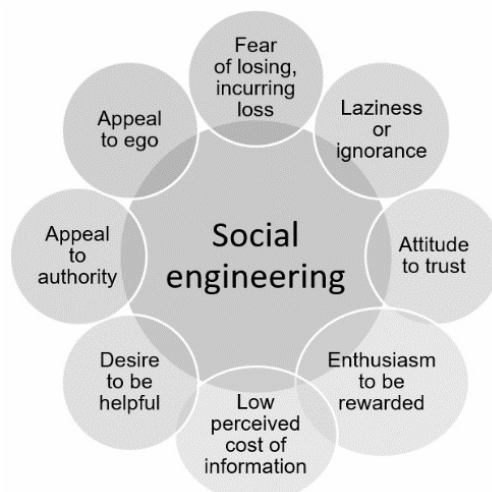 Fear
of losing,
incurring
loss
Laziness
or
ignorance
Attitude
to trust
Enthusiasm
to be
rewarded
Low
perceived
cost of
information
Desire
to be
helpful
Appeal
to
authority
Appeal
to ego
Social
engineering